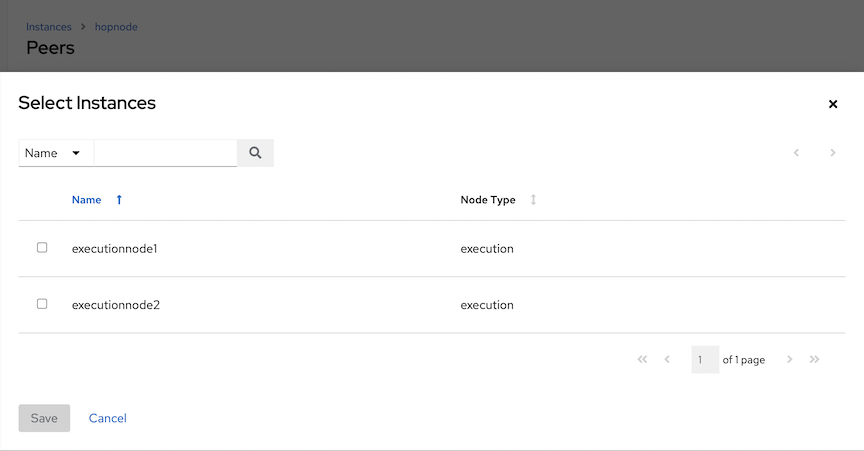 Instances > hopnode
Peers
Select Instances
Name
Name Node Type
executionnode1 execution
executionnode2 execution
1 of 1 page
Save Cancel